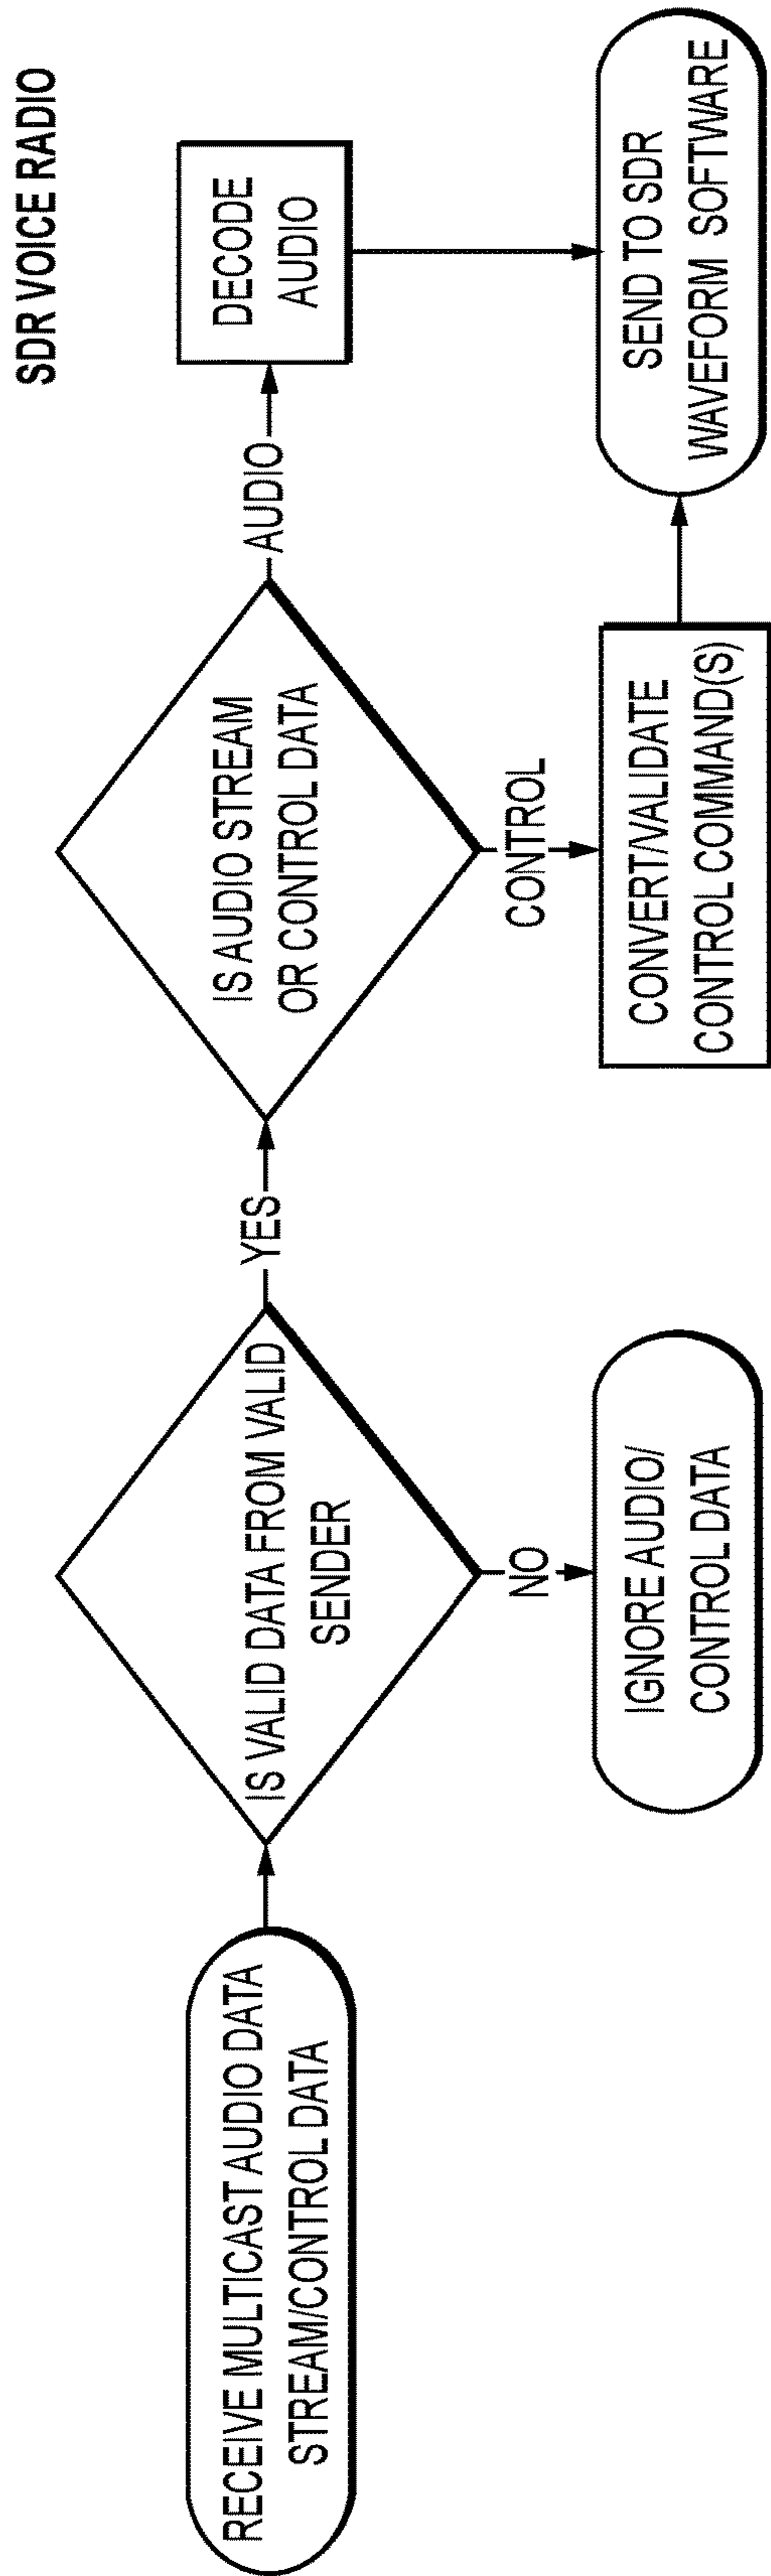 SDR VOICE RADIO
RECEIVE MULTICAST AUDIO DATA
STREAM/CONTROL DATA
IS VALID DATA FROM VALID
SENDER
YES
NO
IGNORE AUDIO/
CONTROL DATA
IS AUDIO STREAM
OR CONTROL DATA
AUDIO
CONTROL
DECODE
AUDIO
CONVERT/VALIDATE
CONTROL COMMAND(S)
SEND TO SDR
WAVEFORM SOFTWARE